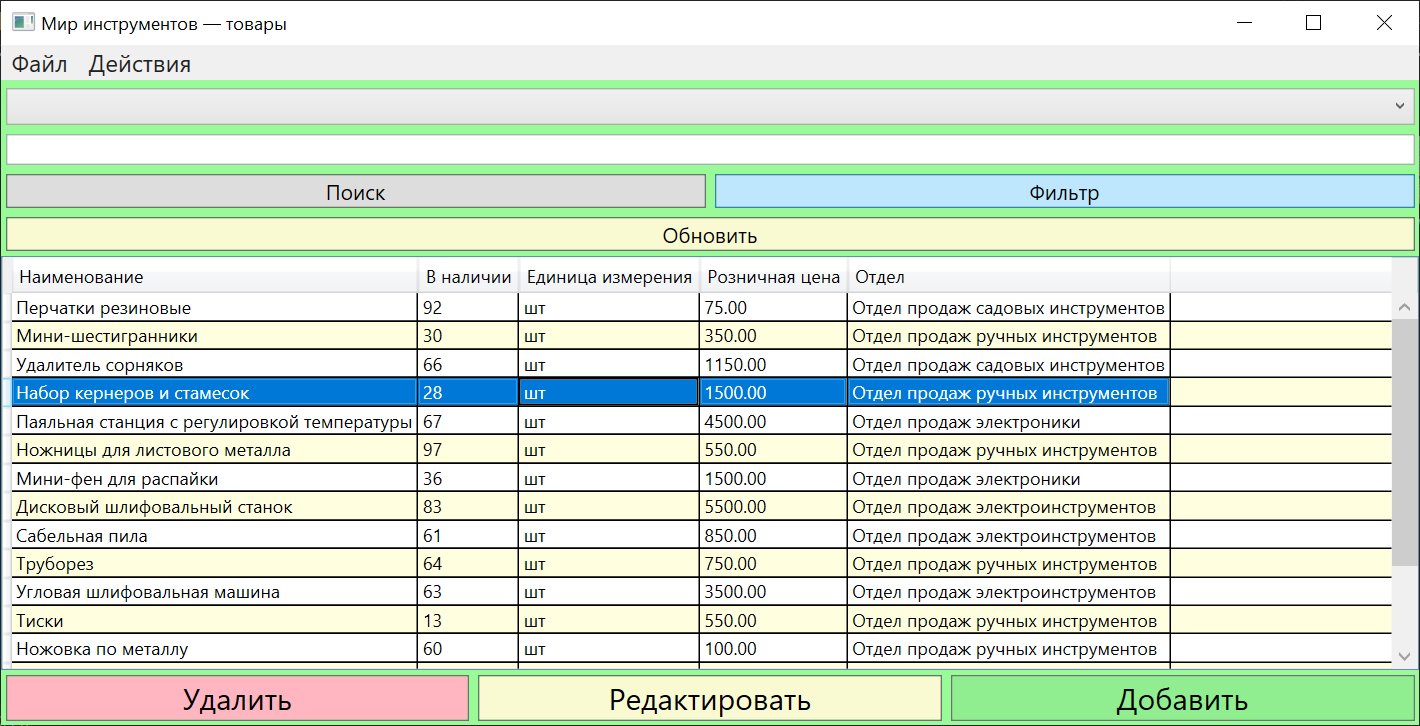 Мир инструментов — товары
Файл Действия
Поиск Фильтр
Обновить
Наименование В наличии Единица измерения Розничная цена Отдел
Перчатки резиновые 92 шт 75.00 Отдел продаж садовых инструментов
Мини-шестигранники 30 шт 350.00 Отдел продаж ручных инструментов
Удалитель сорняков 66 шт 1150.00 Отдел продаж садовых инструментов
Набор кернеров и стамесок 28 шт 1500.00 Отдел продаж ручных инструментов
Паяльная станция с регулировкой температуры 67 шт 4500.00 Отдел продаж электроники
Ножницы для листового металла 97 шт 550.00 Отдел продаж ручных инструментов
Мини-фен для распайки 36 шт 1500.00 Отдел продаж электроники
Дисковый шлифовальный станок 83 шт 5500.00 Отдел продаж электроинструментов
Сабельная пила 61 шт 850.00 Отдел продаж электроинструментов
Труборез 64 шт 750.00 Отдел продаж ручных инструментов
Угловая шлифовальная машина 63 шт 3500.00 Отдел продаж электроинструментов
Тиски 13 шт 550.00 Отдел продаж ручных инструментов
Ножовка по металлу 60 шт 100.00 Отдел продаж ручных инструментов
Удалить Редактировать Добавить